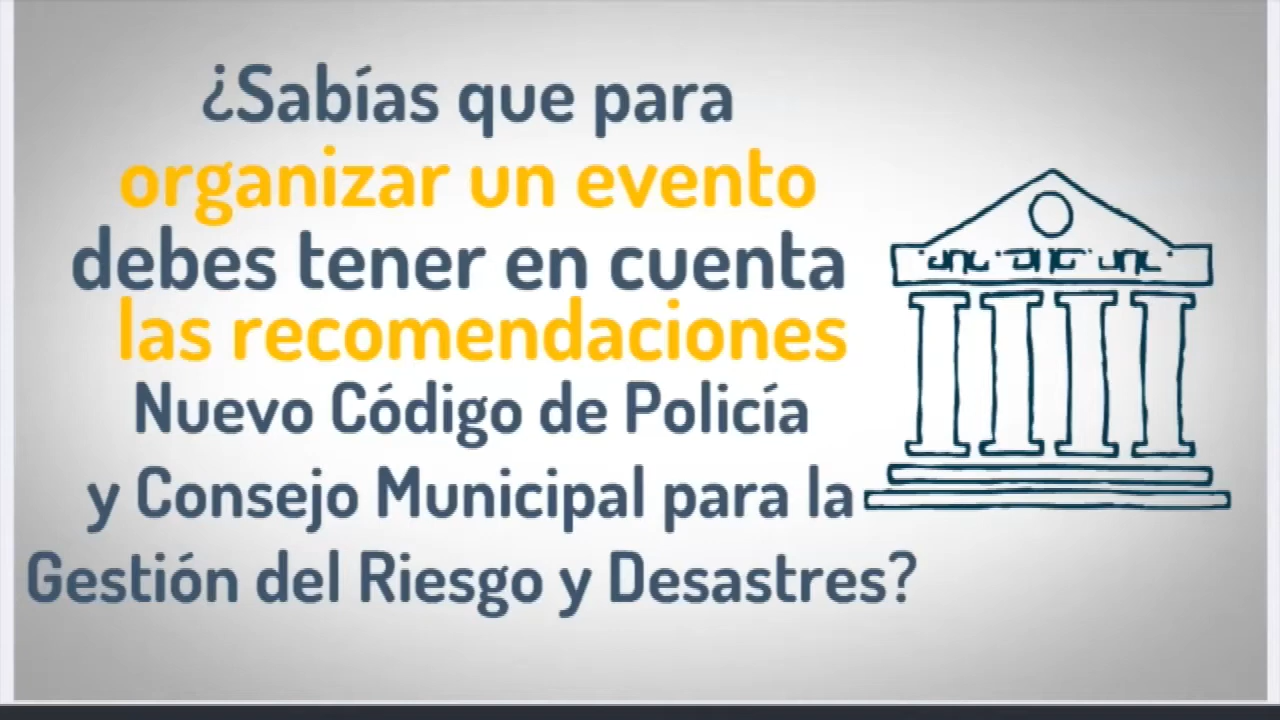 ¿Sabías que para
organizar un evento
debes tener en cuenta
las recomendaciones
Nuevo Código de Policía
y Consejo Municipal para la
Gestión del Riesgo y Desastres?